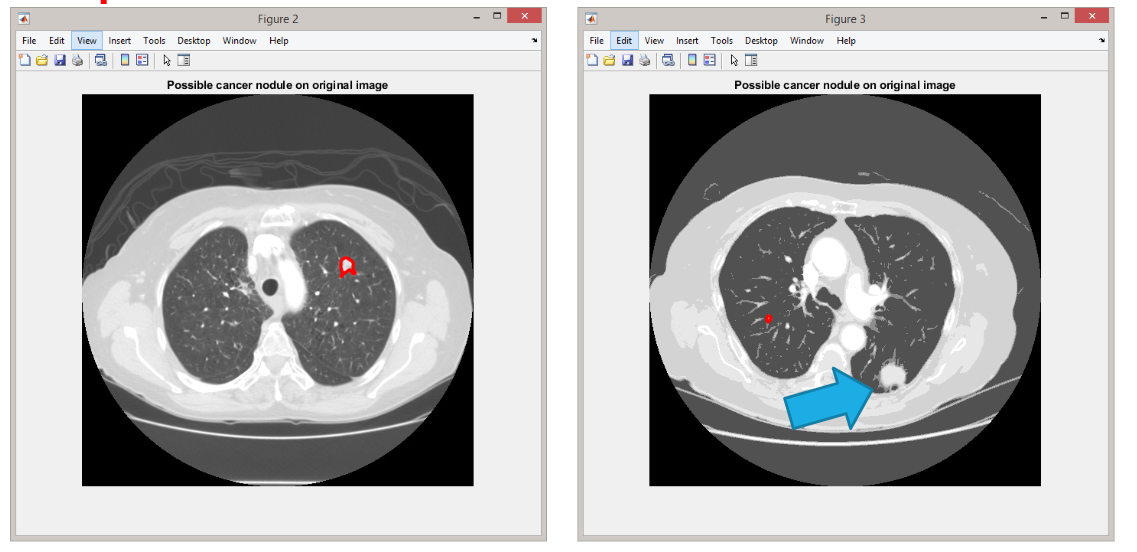 Figure 2
File Edit View Insert Tools Desktop Window Help
Possible cancer nodule on original image
Figure 3
File Edit View Insert Tools Desktop Window Help
Possible cancer nodule on original image